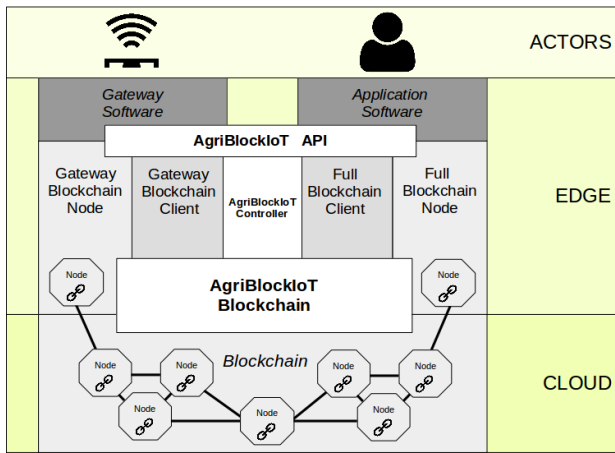 ACTORS
Gateway
Software
Application
Software
AgriBlockIoT API
Gateway
Blockchain
Node
Gateway
Blockchain
Client
AgriBlockIoT
Controller
Full
Blockchain
Client
Full
Blockchain
Node
EDGE
Node
Node
AgriBlockIoT
Blockchain
Blockchain
Node
Node
Node
Node
CLOUD
Node
Node
Node